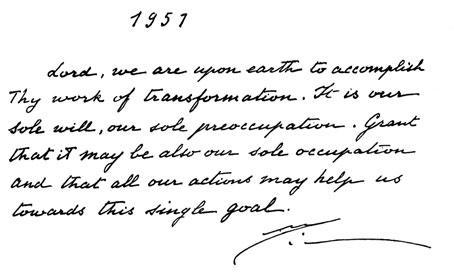 1951
Lord, we are upon earth to accomplish
Thy work of transformation. It is our
sole will, our sole preoccupation. Grant
that it may be also our sole occupation
and that all our actions may help us
towards this single goal.